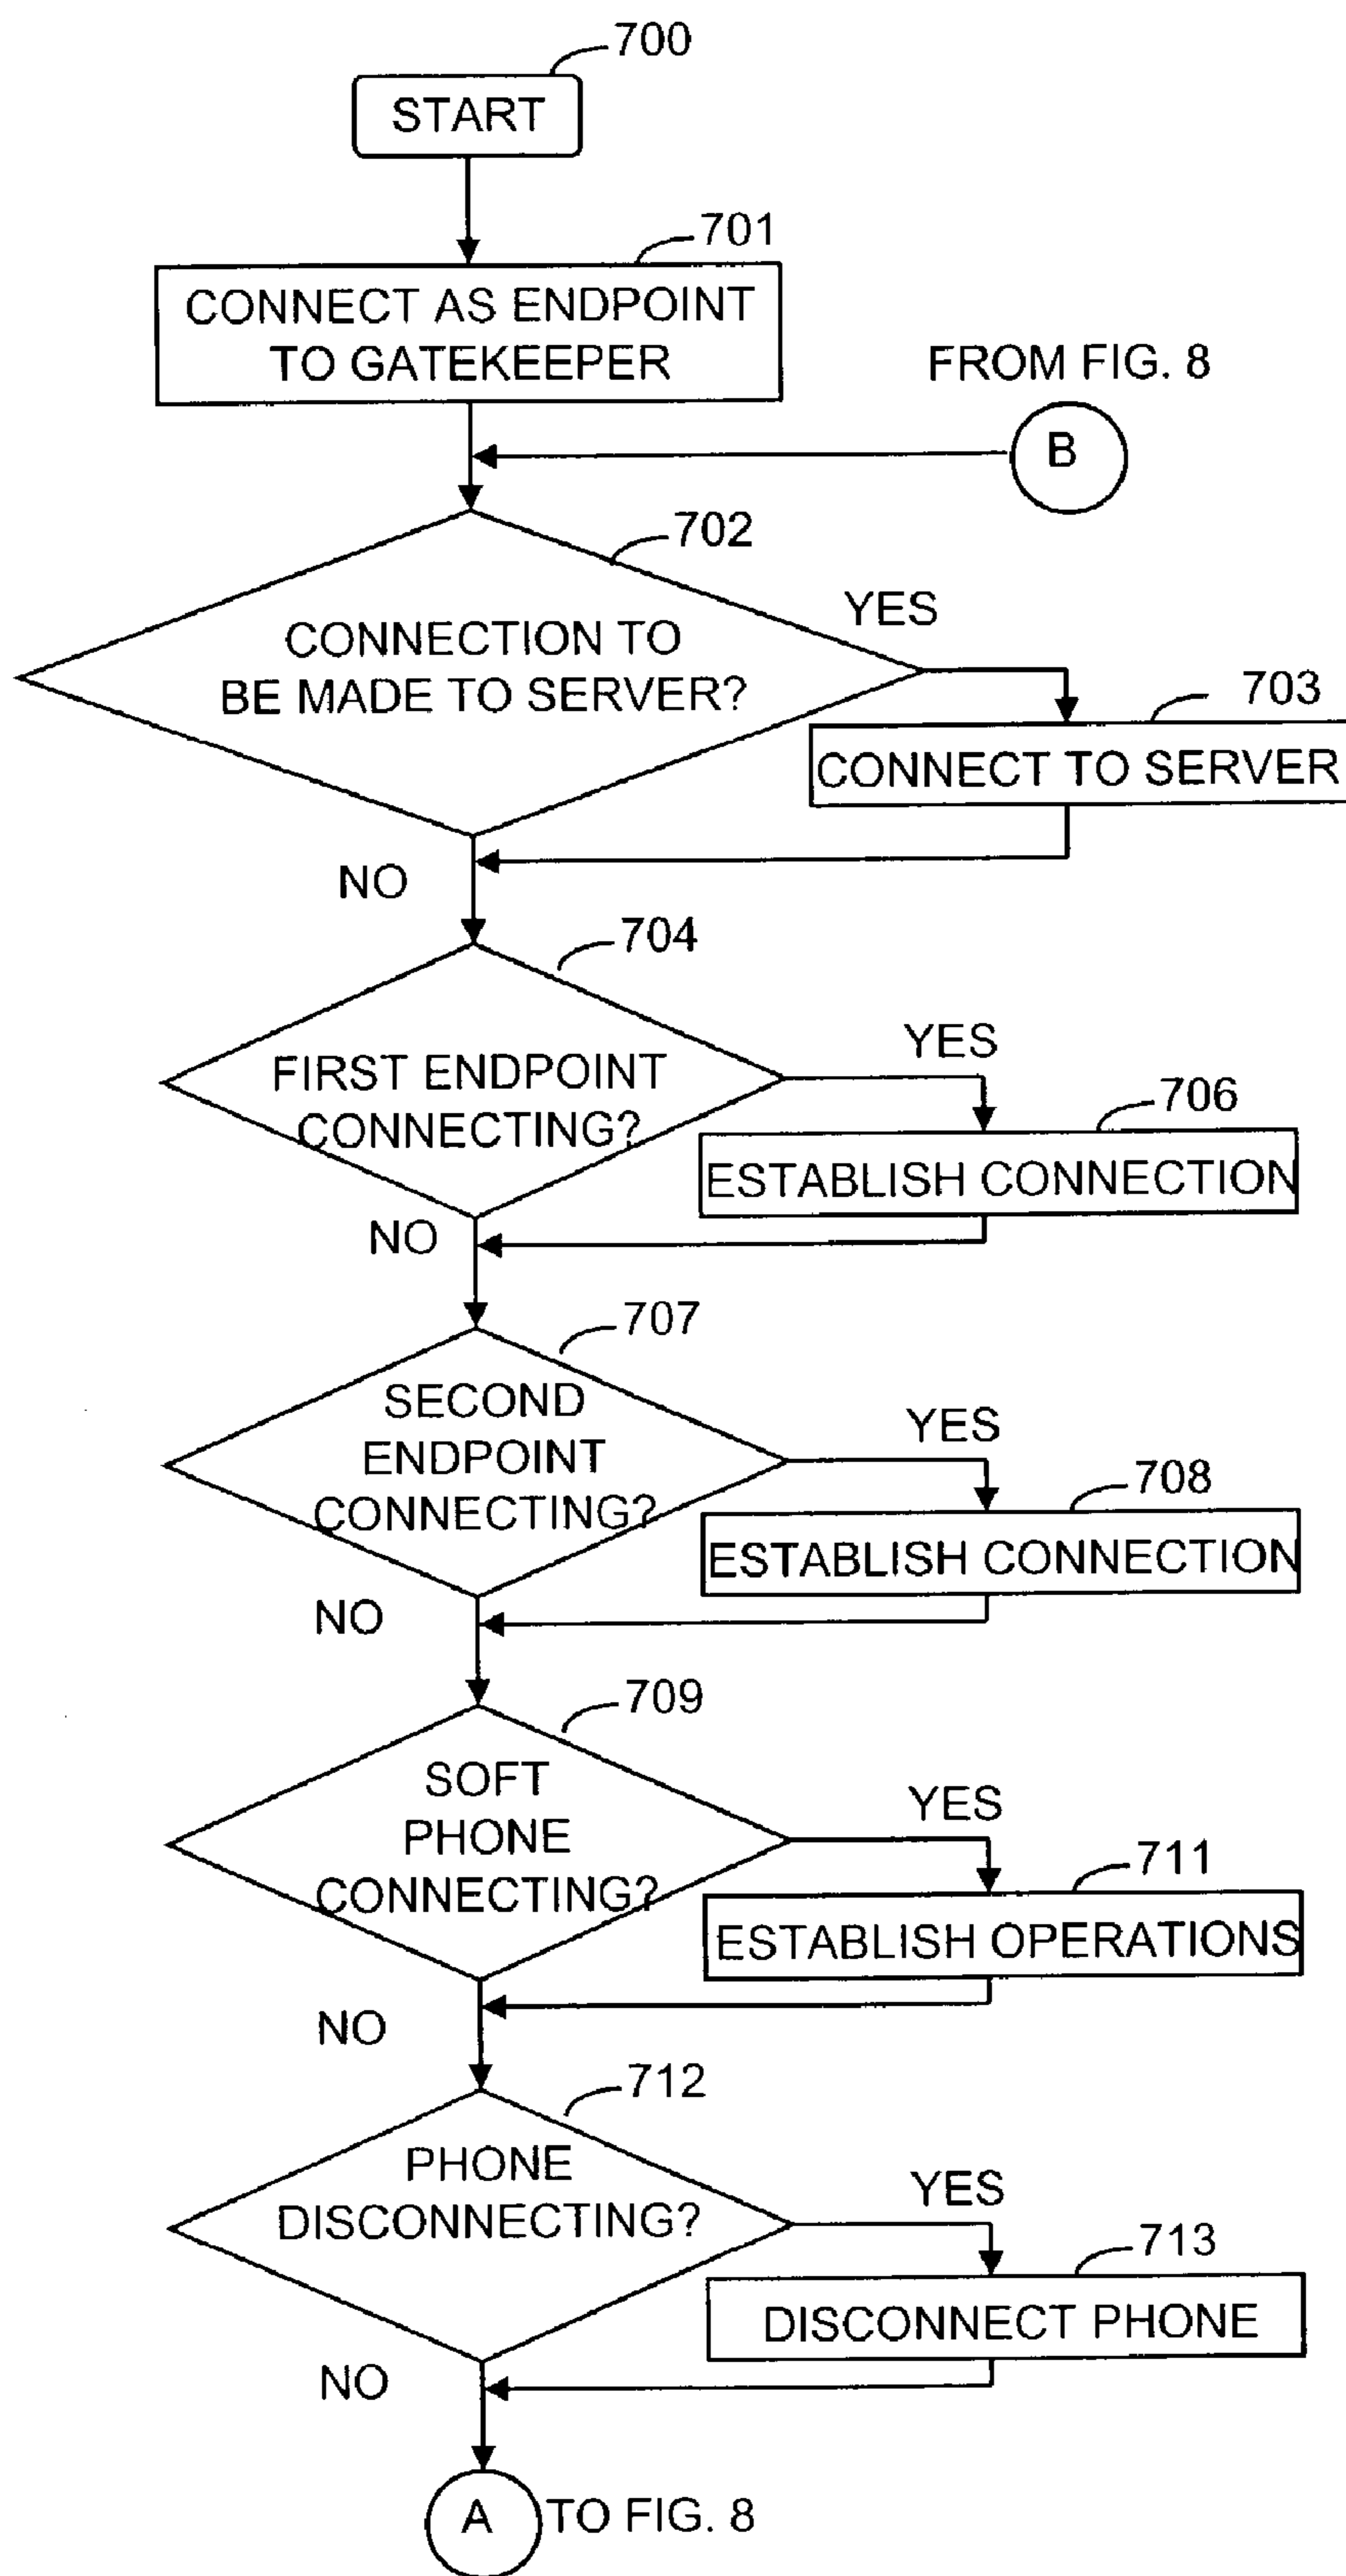 700
START
701
CONNECT AS ENDPOINT
TO GATEKEEPER
FROM FIG. 8
B
702
CONNECTION TO
BE MADE TO SERVER?
YES
703
CONNECT TO SERVER
NO
704
FIRST ENDPOINT
CONNECTING?
YES
706
ESTABLISH CONNECTION
NO
707
SECOND
ENDPOINT
CONNECTING?
YES
708
ESTABLISH CONNECTION
NO
709
SOFT
PHONE
CONNECTING?
YES
711
ESTABLISH OPERATIONS
NO
712
PHONE
DISCONNECTING?
YES
713
DISCONNECT PHONE
NO
A
TO FIG. 8